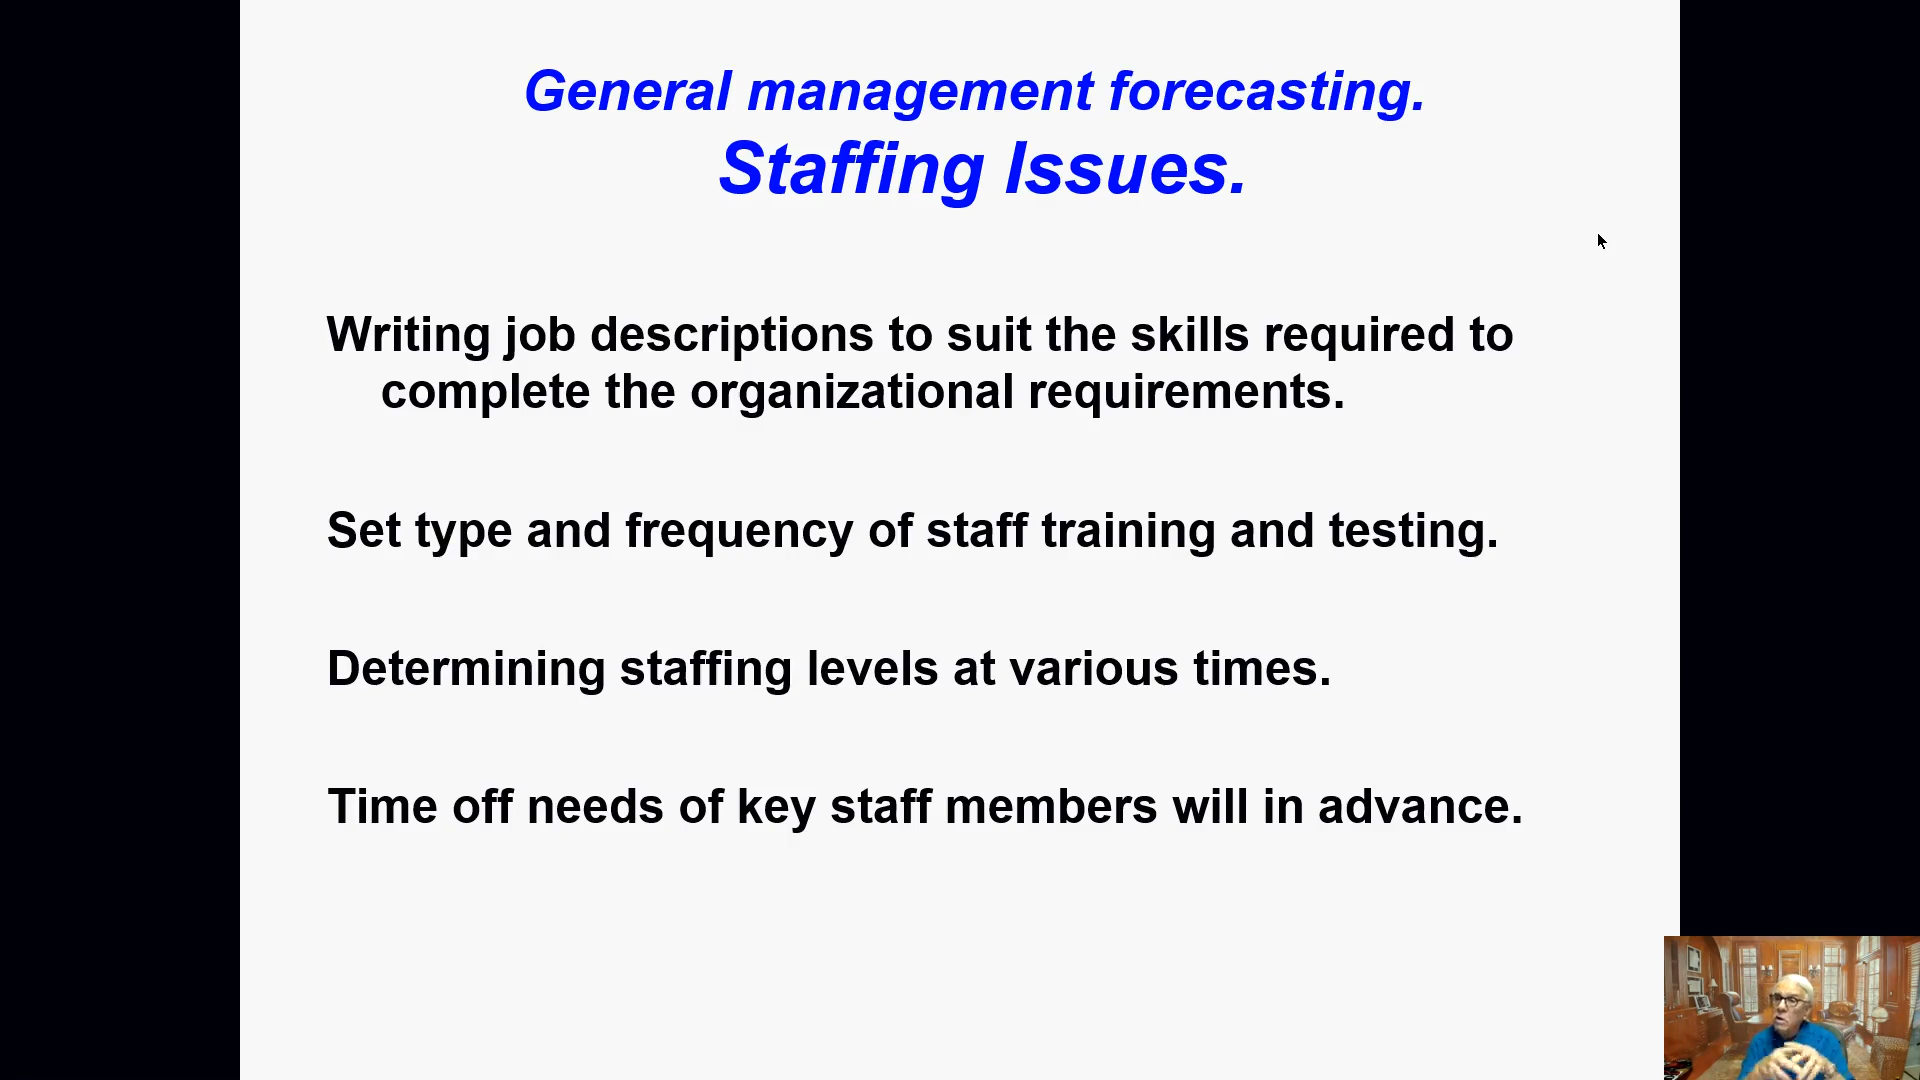 General management forecasting.
Staffing Issues.
Writing job descriptions to suit the skills required to
complete the organizational requirements.
Set type and frequency of staff training and testing.
Determining staffing levels at various times.
Time off needs of key staff members will in advance.